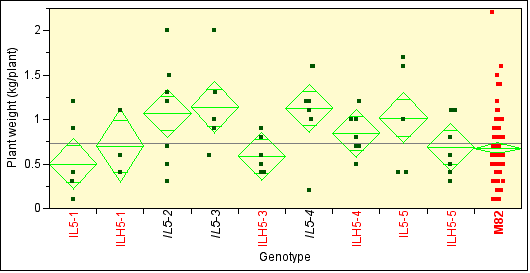 Plant weight (kg/plant)
2
1.5
1
0.5
0
IL5-1
ILH5-1
IL5-2
IL5-3
ILH5-3
IL5-4
ILH5-4
IL5-5
ILH5-5
M82
Genotype